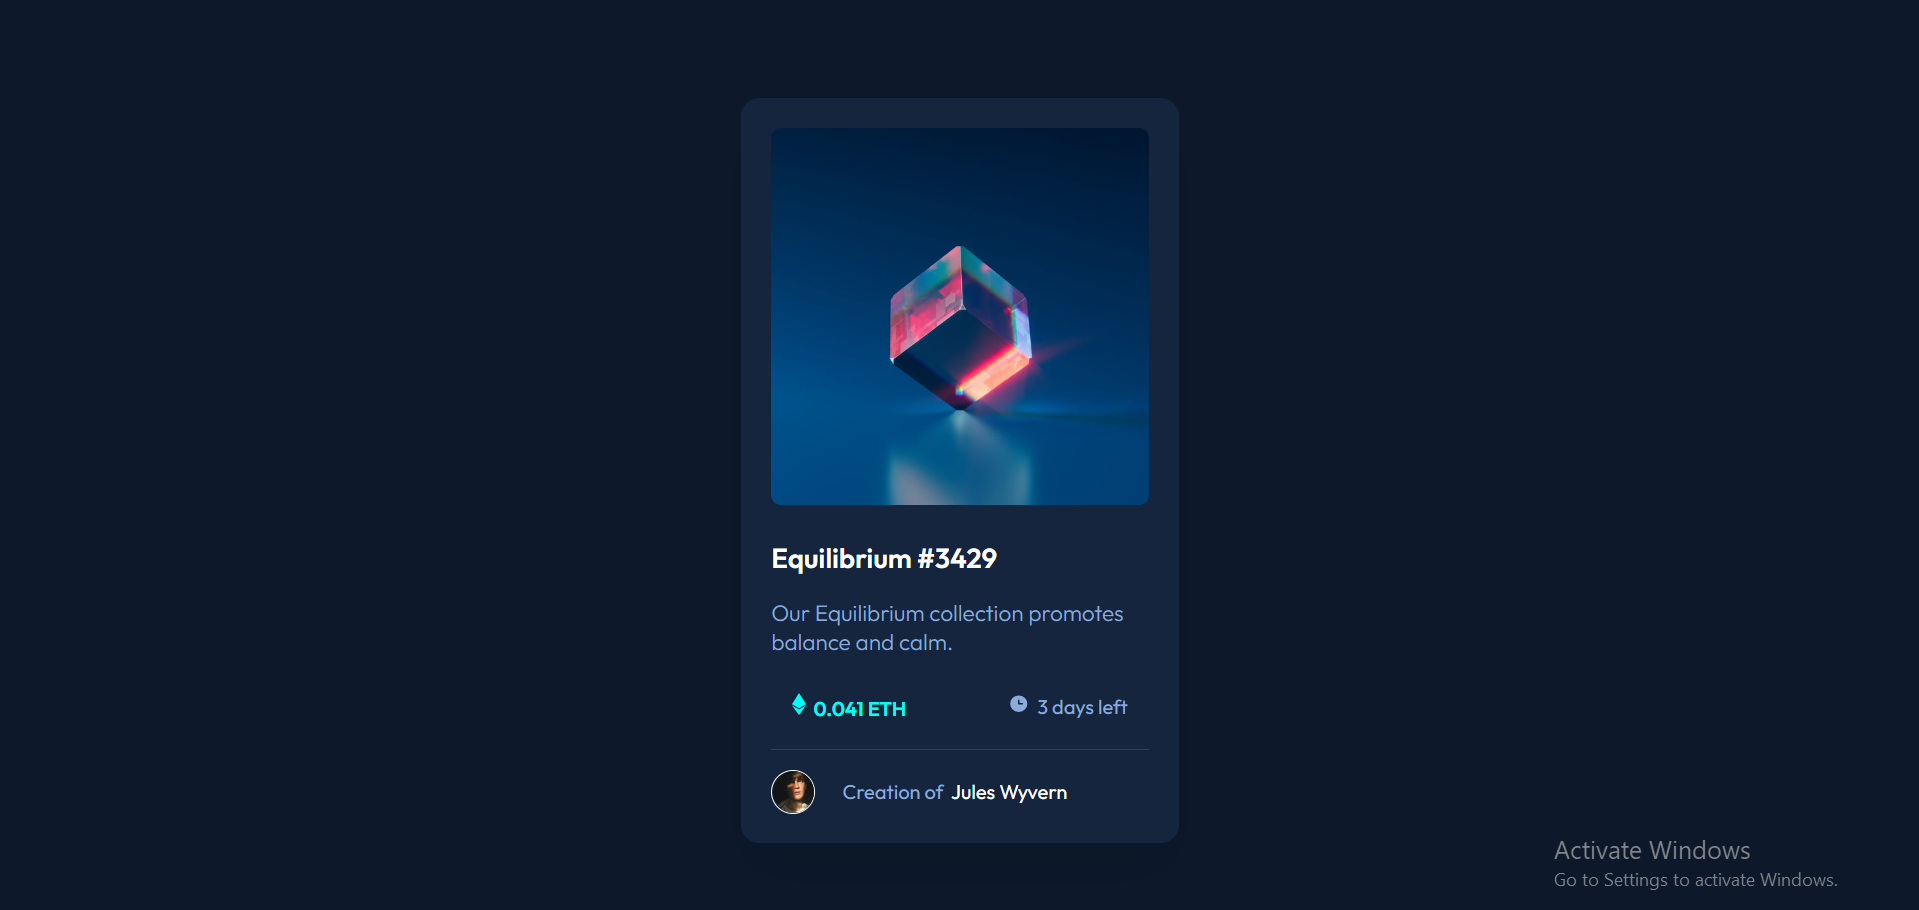 Equilibrium #3429
Our Equilibrium collection promotes
balance and calm.
0.041 ETH
3 days left
Creation of Jules Wyvern
Activate Windows
Go to Settings to activate Windows.